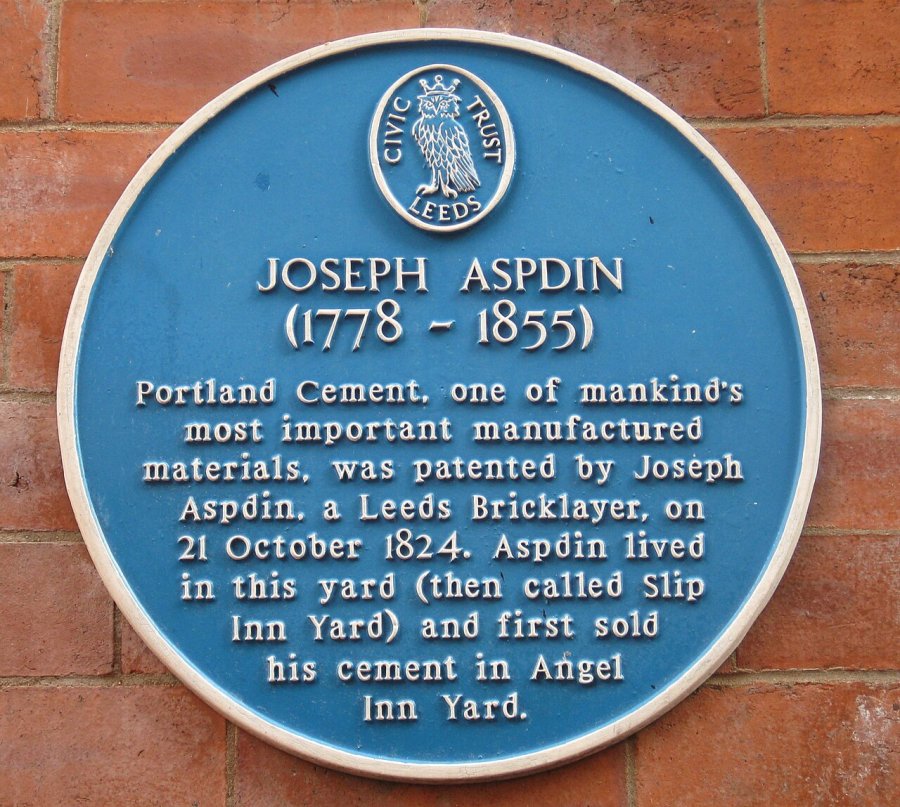 CIVIC TRUST
LEEDS
JOSEPH ASPDIN
(1778 - 1855)
Portland Cement, one of mankind's
most important manufactured
materials, was patented by Joseph
Aspdin, a Leeds Bricklayer, on
21 October 1824. Aspdin lived
in this yard (then called Slip
Inn Yard) and first sold
his cement in Angel
Inn Yard.